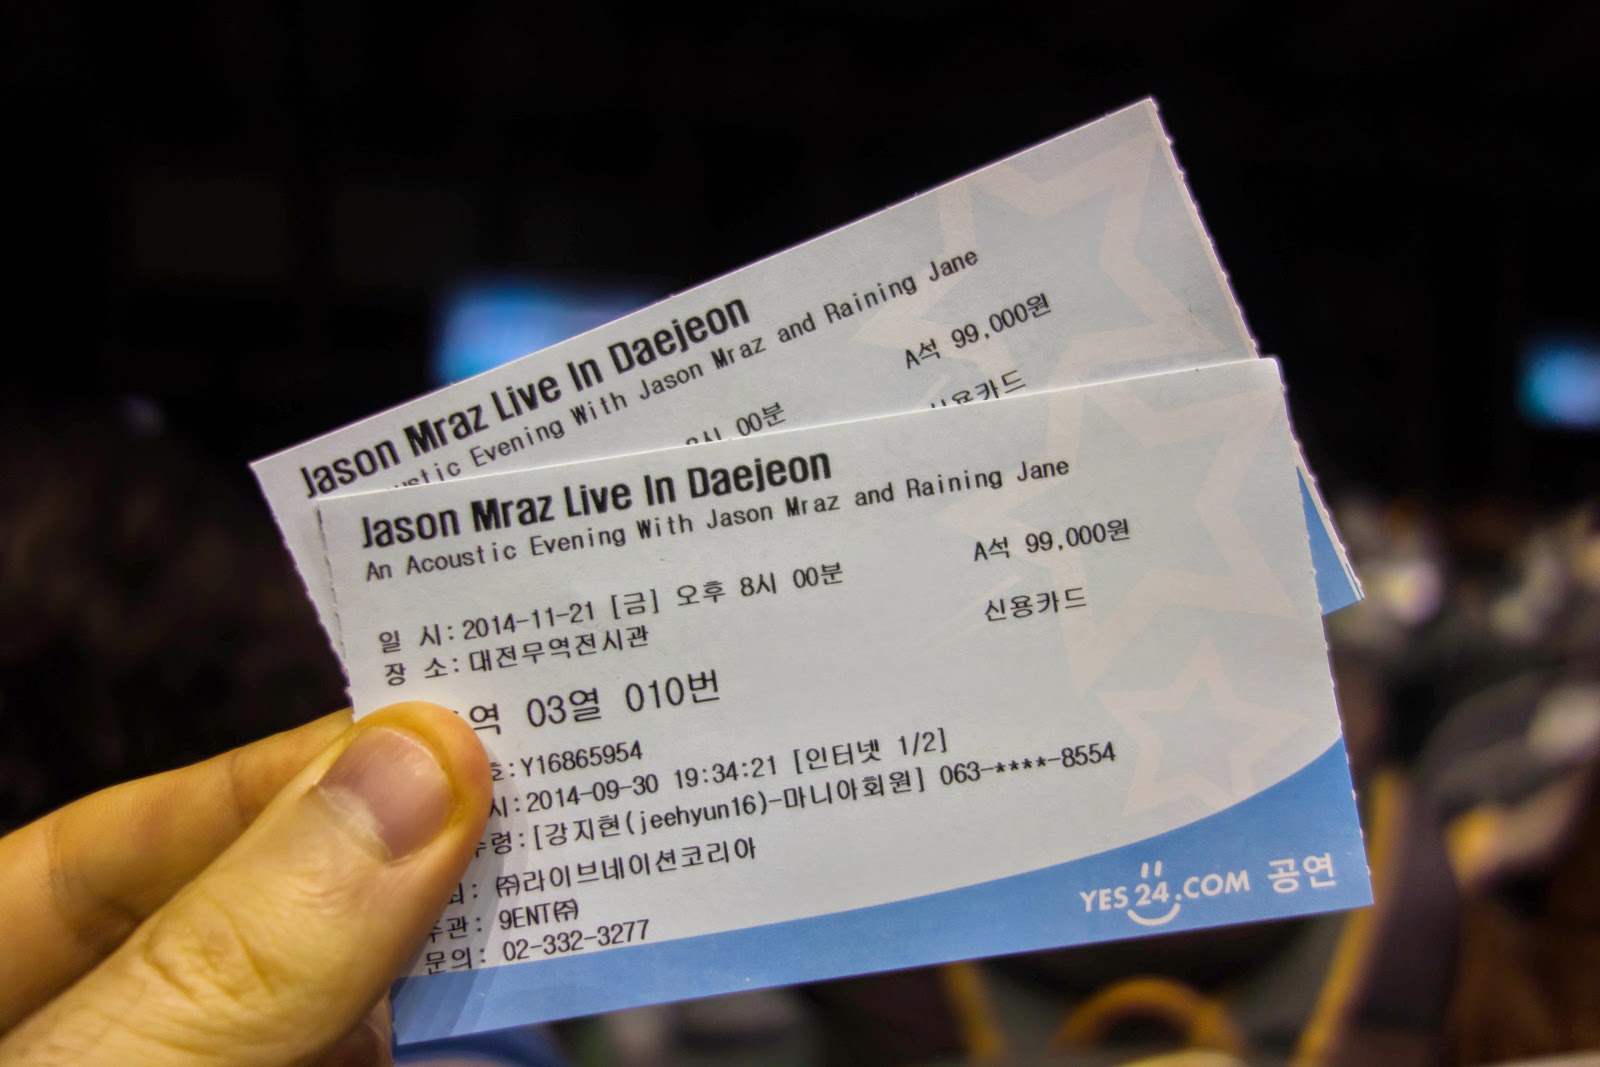 Jason Mraz Live In Daejeon
Evening With Jason Mraz and Raining Jane
A석 99,000원
00분
Jason Mraz Live In Daejeon
An Acoustic Evening With Jason Mraz and Raining Jane
A석 99,000원
일 시:2014-11-21 [금] 오후 8시 00분
신용카드
장 소:대전무역전시관
역 03열 010번
:Y16865954
시:2014-09-30 19:34:21 [인터넷 1/2]
령:[강지현(jeehyun16)-마니아회원] 063-****-8554
: ㈜라이브네이션코리아
관: 9ENT㈜
문의: 02-332-3277
YES24.COM 공연